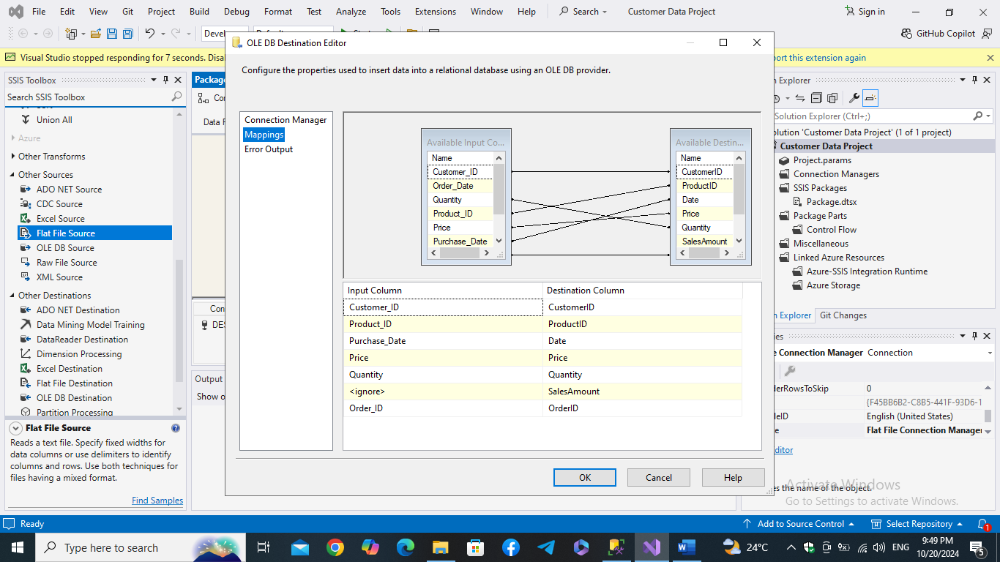 File Edit View Git Project Build Debug Format Test Analyze Tools Extensions Window Help Search Customer Data Project Sign in
GitHub Copilot
Visual Studio stopped responding for 7 seconds.
this extension again
OLE DB Destination Editor
Configure the properties used to insert data into a relational database using an OLE DB provider.
Connection Manager
Mappings
Error Output
Available Input Co...
Name
Customer_ID
Order_Date
Quantity
Product_ID
Price
Purchase_Date
Available Destin...
Name
CustomerID
ProductID
Date
Price
Quantity
SalesAmount
Input Column Destination Column
Customer_ID CustomerID
Product_ID ProductID
Purchase_Date Date
Price Price
Quantity Quantity
<ignore> SalesAmount
Order_ID OrderID
OK Cancel Help
SSIS Toolbox
Search SSIS Toolbox
Union All
Azure
Other Transforms
Other Sources
ADO NET Source
CDC Source
Excel Source
Flat File Source
OLE DB Source
Raw File Source
XML Source
Other Destinations
ADO NET Destination
Data Mining Model Training
DataReader Destination
Dimension Processing
Excel Destination
Flat File Destination
OLE DB Destination
Partition Processing
Flat File Source
Reads a text file. Specify fixed widths for
data columns or use delimiters to identify
columns and rows. Use both techniques for
files having a mixed format.
Find Samples
Package
Data F
Con
DES
Output
Show o
Explorer
Solution Explorer (Ctrl+;)
olution 'Customer Data Project' (1 of 1 project)
Customer Data Project
Project.params
Connection Managers
SSIS Packages
Package.dtsx
Package Parts
Control Flow
Miscellaneous
Linked Azure Resources
Azure-SSIS Integration Runtime
Azure Storage
Explorer Git Changes
e Connection Manager Connection
derRowsToSkip 0
{F45BB6B2-C8B5-441F-93D6-1
leID English (United States)
e Flat File Connection Manager
ditor
es the name of the object.
Activate Windows
Go to Settings to activate Windows.
Ready Add to Source Control Select Repository 1
Type here to search 24°C ENG 9:49 PM
10/20/2024 5